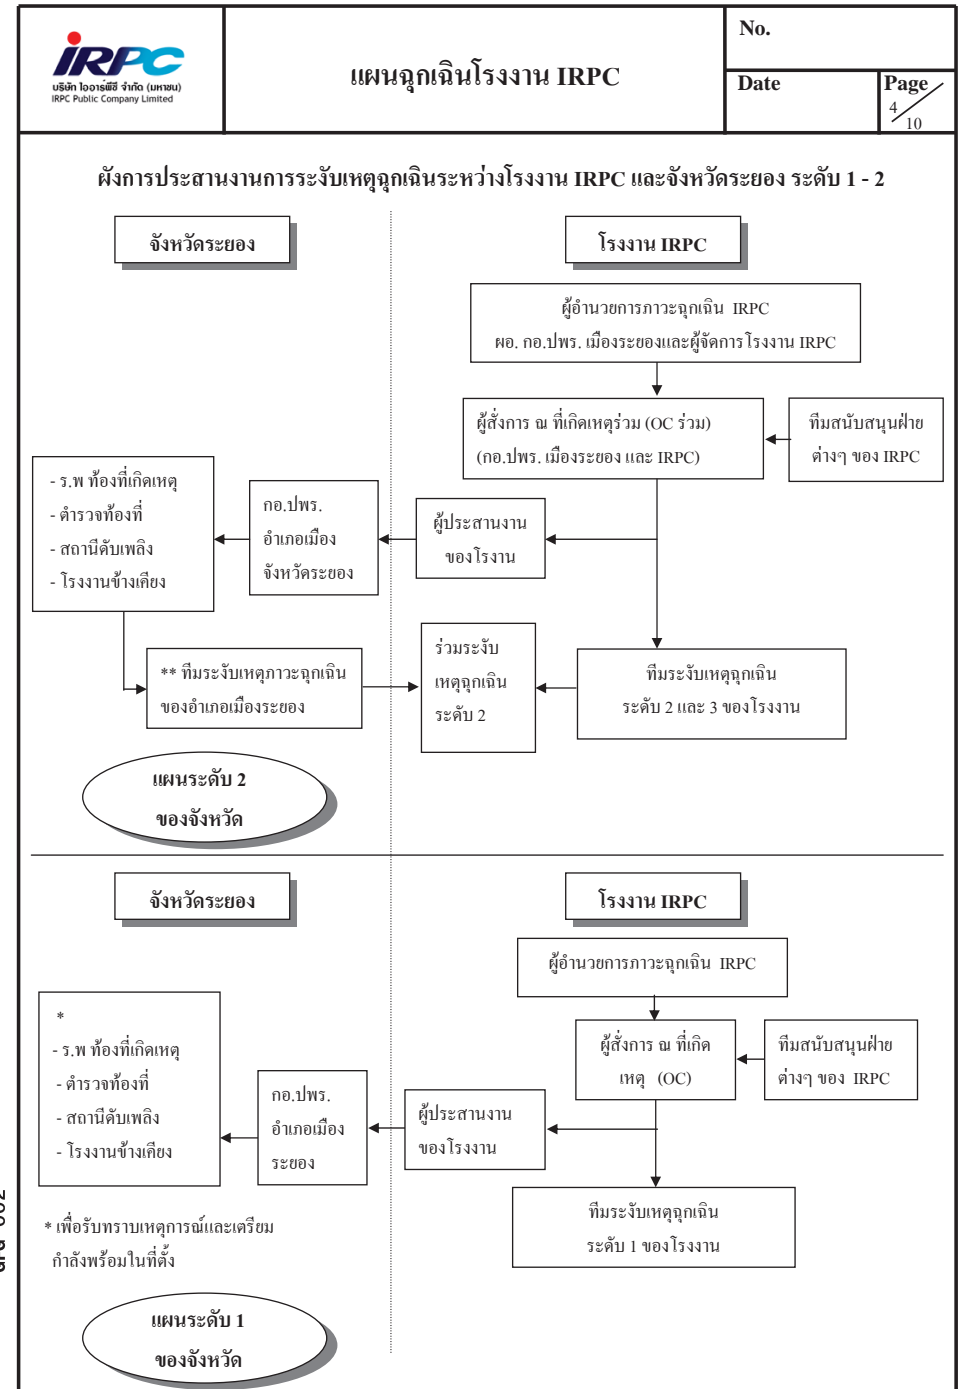 IRPC
บริษัท ไออาร์พีซี จำกัด (มหาชน)
IRPC Public Company Limited
แผนฉุกเฉินโรงงาน IRPC
No.
Date
Page
4
10
ผังการประสานงานการระงับเหตุฉุกเฉินระหว่างโรงงาน IRPC และจังหวัดระยอง ระดับ 1 - 2
จังหวัดระยอง
โรงงาน IRPC
ผู้อำนวยการภาวะฉุกเฉิน IRPC
ผอ. กอ.ปพร. เมืองระยองและผู้จัดการโรงงาน IRPC
ผู้สั่งการ ณ ที่เกิดเหตุร่วม (OC ร่วม)
(กอ.ปพร. เมืองระยอง และ IRPC)
ทีมสนับสนุนฝ่าย
ต่างๆ ของ IRPC
- ร.พ ท้องที่เกิดเหตุ
- ตำรวจท้องที่
- สถานีดับเพลิง
- โรงงานข้างเคียง
กอ.ปพร.
อำเภอเมือง
จังหวัดระยอง
ผู้ประสานงาน
ของโรงาน
** ทีมระงับเหตุภาวะฉุกเฉิน
ของอำเภอเมืองระยอง
ร่วมระงับ
เหตุฉุกเฉิน
ระดับ 2
ทีมระงับเหตุฉุกเฉิน
ระดับ 2 และ 3 ของโรงงาน
แผนระดับ 2
ของจังหวัด
จังหวัดระยอง
โรงงาน IRPC
ผู้อำนวยการภาวะฉุกเฉิน IRPC
ผู้สั่งการ ณ ที่เกิด
เหตุ (OC)
ทีมสนับสนุนฝ่าย
ต่างๆ ของ IRPC
*
- ร.พ ท้องที่เกิดเหตุ
- ตำรวจท้องที่
- สถานีดับเพลิง
- โรงงานข้างเคียง
กอ.ปพร.
อำเภอเมือง
ระยอง
ผู้ประสานงาน
ของโรงงาน
ทีมระงับเหตุฉุกเฉิน
ระดับ 1 ของโรงงาน
* เพื่อรับทราบเหตุการณ์และเตรียม
กำลังพร้อมในที่ตั้ง
แผนระดับ 1
ของจังหวัด